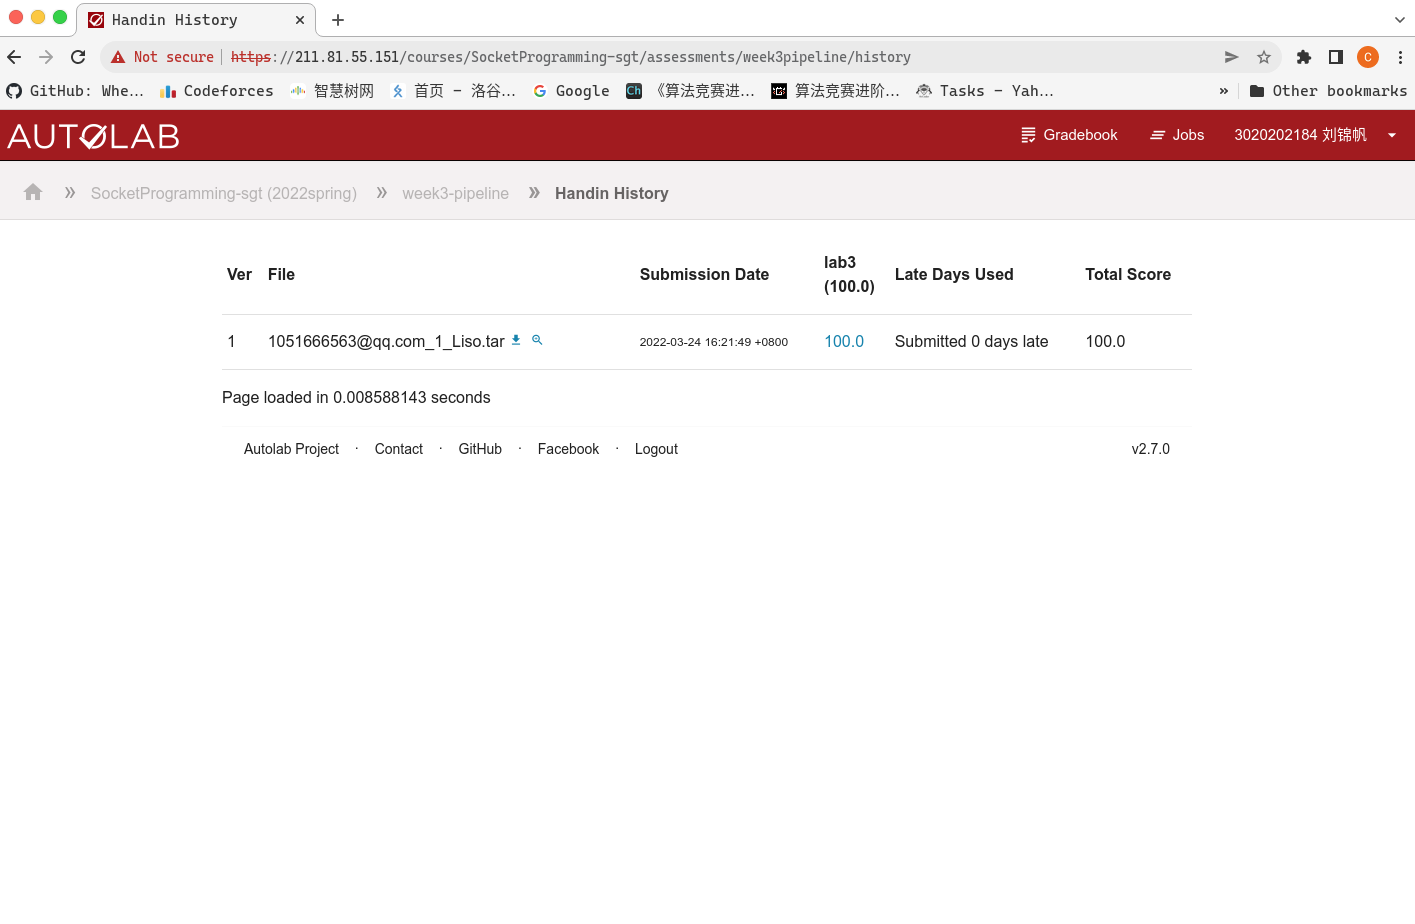 Handin History
Not secure https://211.81.55.151/courses/SocketProgramming-sgt/assessments/week3pipeline/history C
GitHub: Whe... Codeforces 智慧树网 首页 - 洛谷... Google Ch 《算法竞赛进... 算法竞赛进阶... Tasks - Yah... » Other bookmarks
AUTOLAB Gradebook Jobs 3020202184 刘锦帆
» SocketProgramming-sgt (2022spring) » week3-pipeline » Handin History
Ver File Submission Date lab3 (100.0) Late Days Used Total Score
1 1051666563@qq.com_1_Liso.tar 2022-03-24 16:21:49 +0800 100.0 Submitted 0 days late 100.0
Page loaded in 0.008588143 seconds
Autolab Project · Contact · GitHub · Facebook · Logout v2.7.0